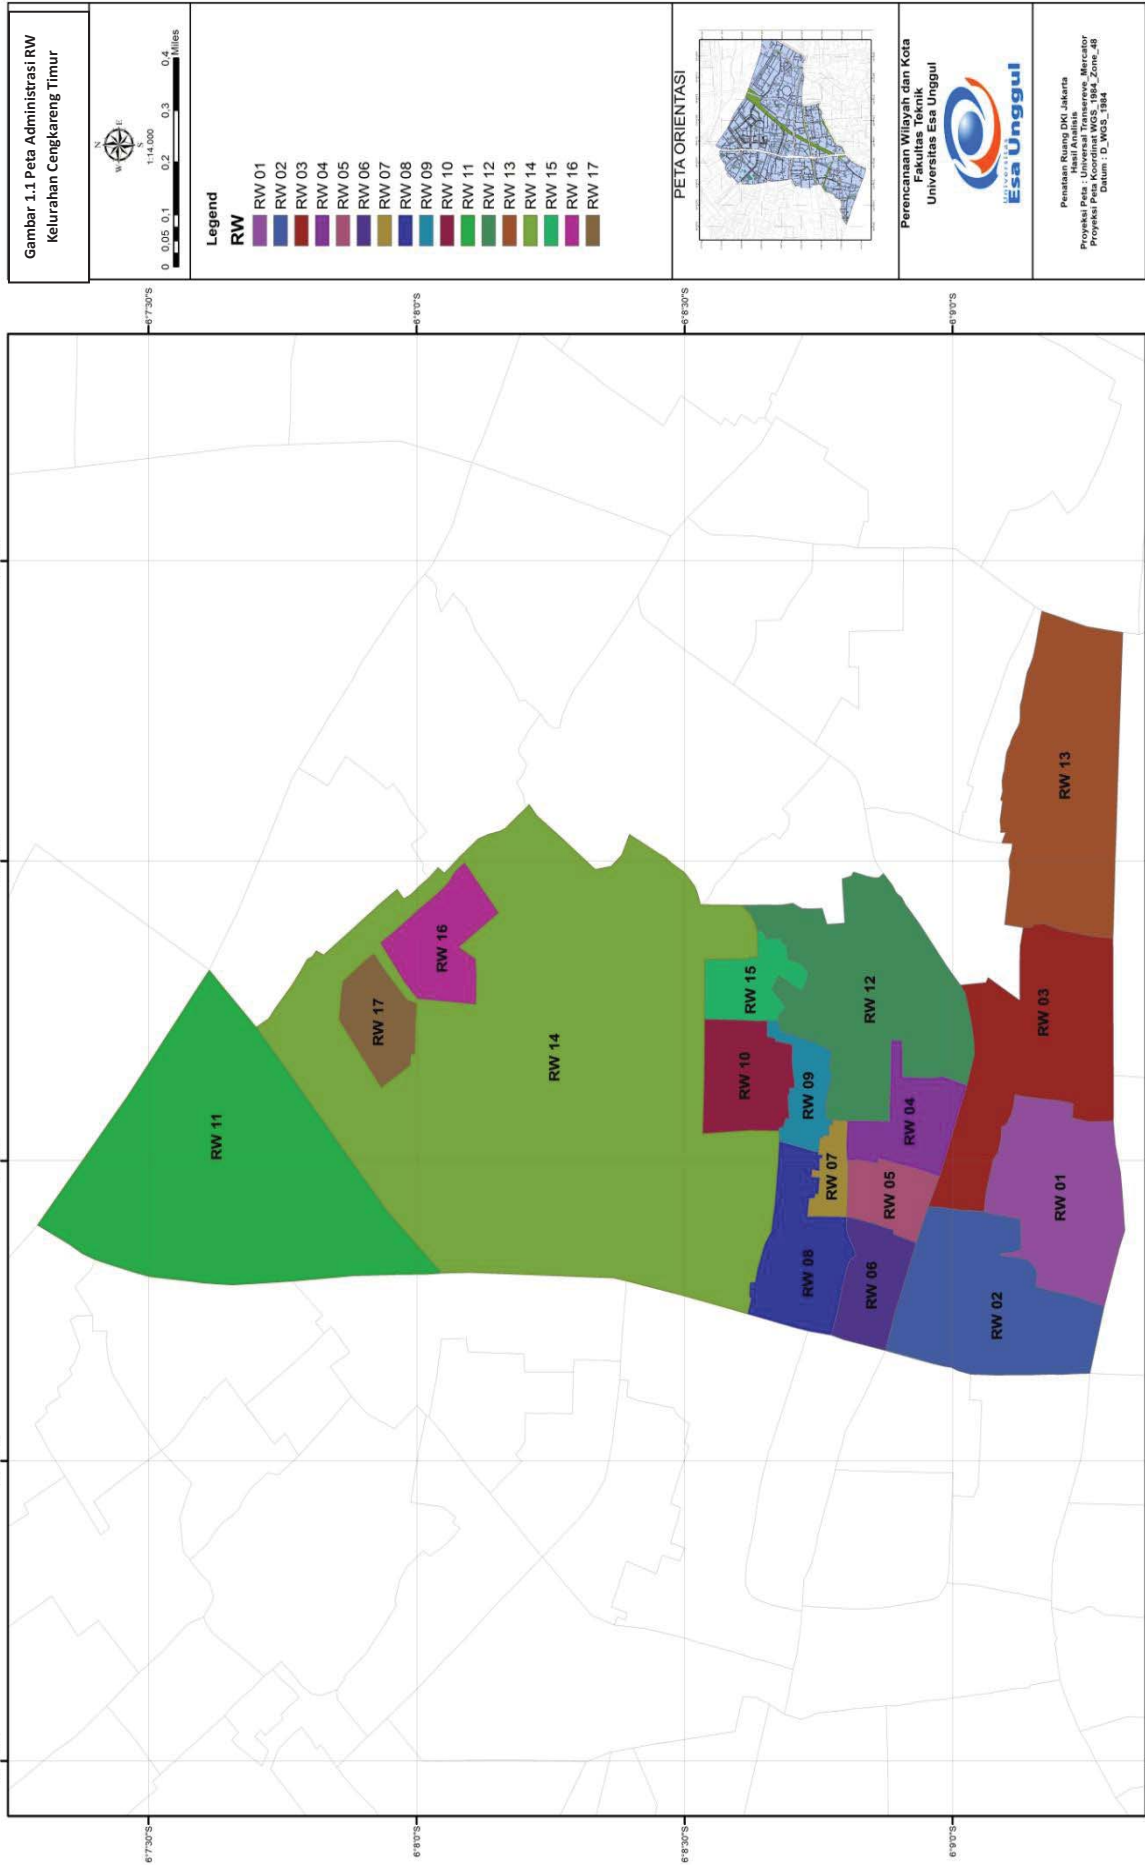 Gambar 1.1 Peta Administrasi RW
Kelurahan Cengkareng Timur
N
W
E
S
1:14.000
0 0,05 0,1 0,2 0,3 0,4
Miles
Legend
RW
RW 01
RW 02
RW 03
RW 04
RW 05
RW 06
RW 07
RW 08
RW 09
RW 10
RW 11
RW 12
RW 13
RW 14
RW 15
RW 16
RW 17
PETA ORIENTASI
Perencanaan Wilayah dan Kota
Fakultas Teknik
Universitas Esa Unggul
Universitas
Esa Unggul
Penataan Ruang DKI Jakarta
Hasil Analisis
Proyeksi Peta : Universal Transereve_Mercator
Proyeksi Peta Koordinat WGS_1984_Zone_48
Datum : D_WGS_1984
6°7'30"S
6°8'0"S
6°8'30"S
6°9'0"S
6°7'30"S
6°8'0"S
6°8'30"S
6°9'0"S
RW 11
RW 17
RW 16
RW 14
RW 15
RW 10
RW 09
RW 12
RW 08
RW 07
RW 06
RW 05
RW 04
RW 03
RW 13
RW 02
RW 01